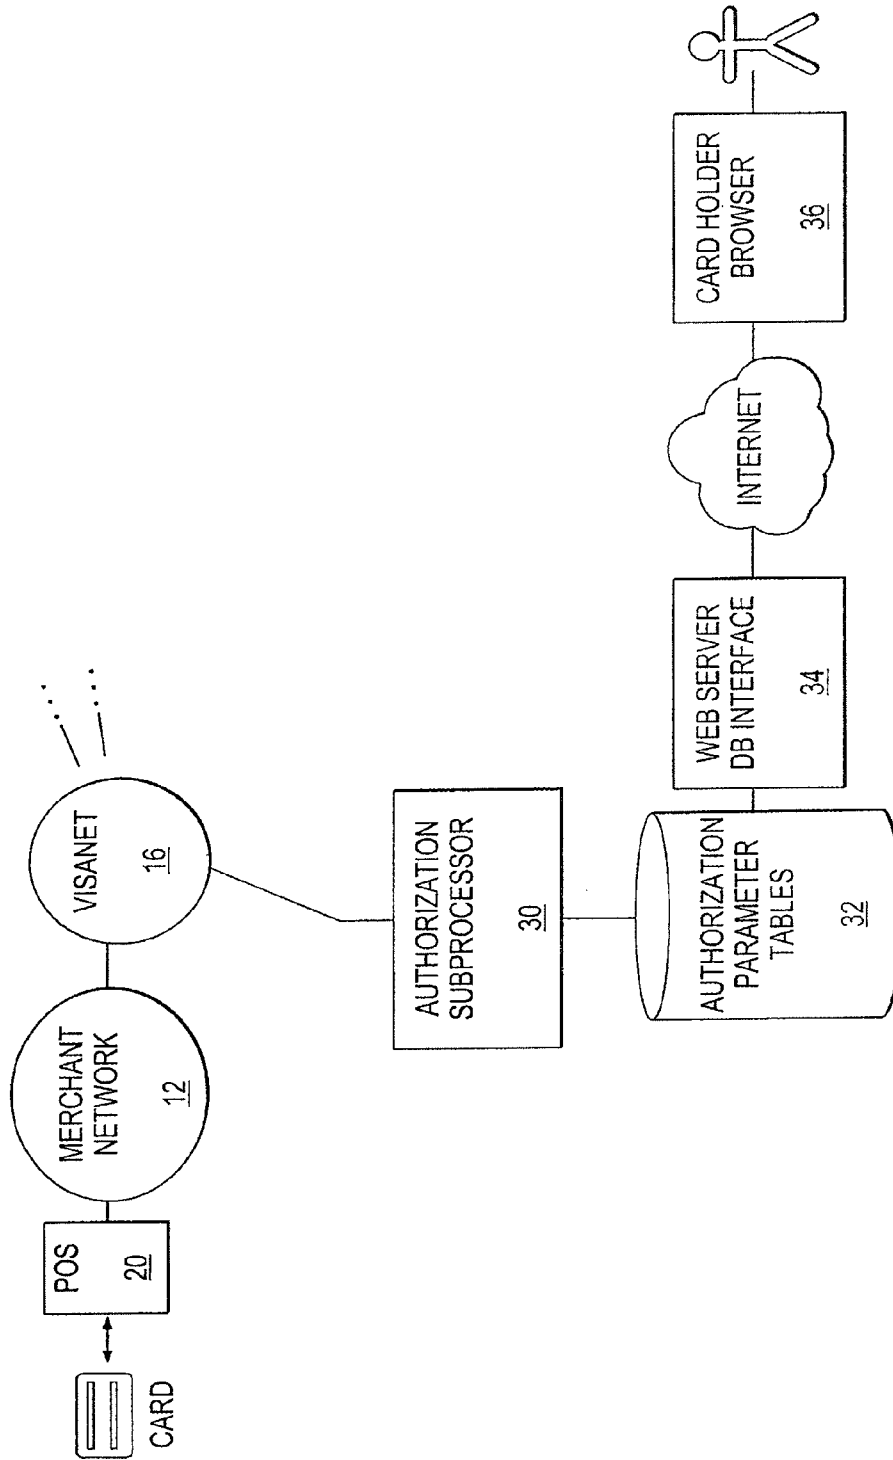 CARD
POS
20
MERCHANT
NETWORK
12
VISANET
16
AUTHORIZATION
SUBPROCESSOR
30
AUTHORIZATION
PARAMETER
TABLES
32
WEB SERVER
DB INTERFACE
34
INTERNET
CARD HOLDER
BROWSER
36